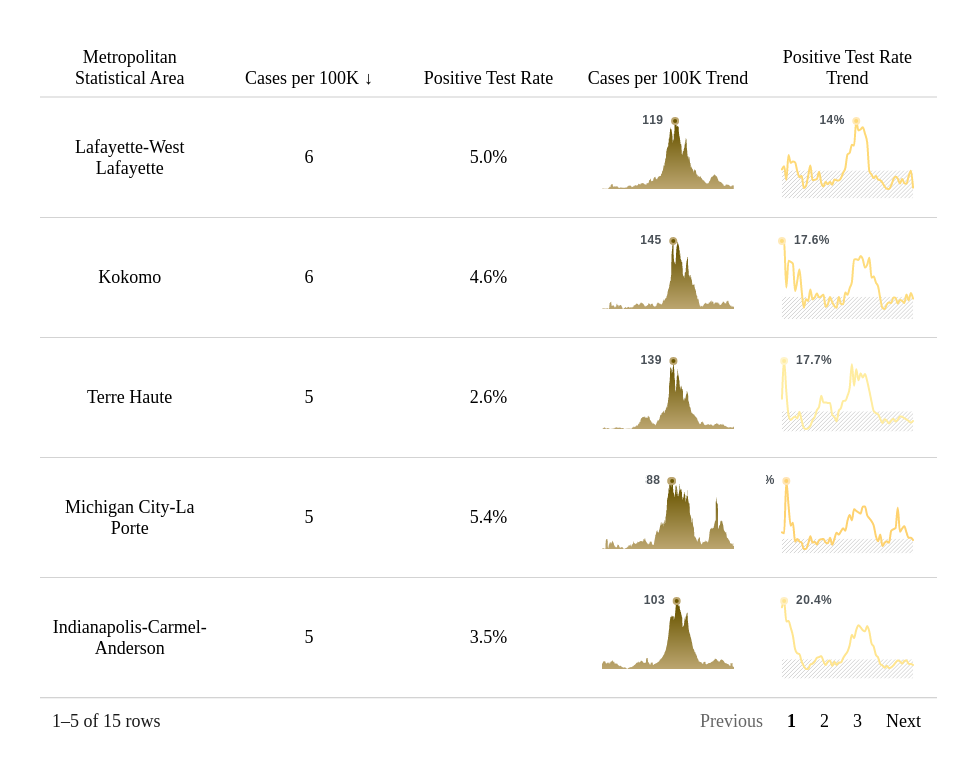 Metropolitan
Statistical Area
Cases per 100K ↓
Positive Test Rate
Cases per 100K Trend
Positive Test Rate
Trend
Lafayette-West
Lafayette
6
5.0%
119
14%
Kokomo
6
4.6%
145
17.6%
Terre Haute
5
2.6%
139
17.7%
Michigan City-La
Porte
5
5.4%
88
%
Indianapolis-Carmel-
Anderson
5
3.5%
103
20.4%
1–5 of 15 rows
Previous 1 2 3 Next